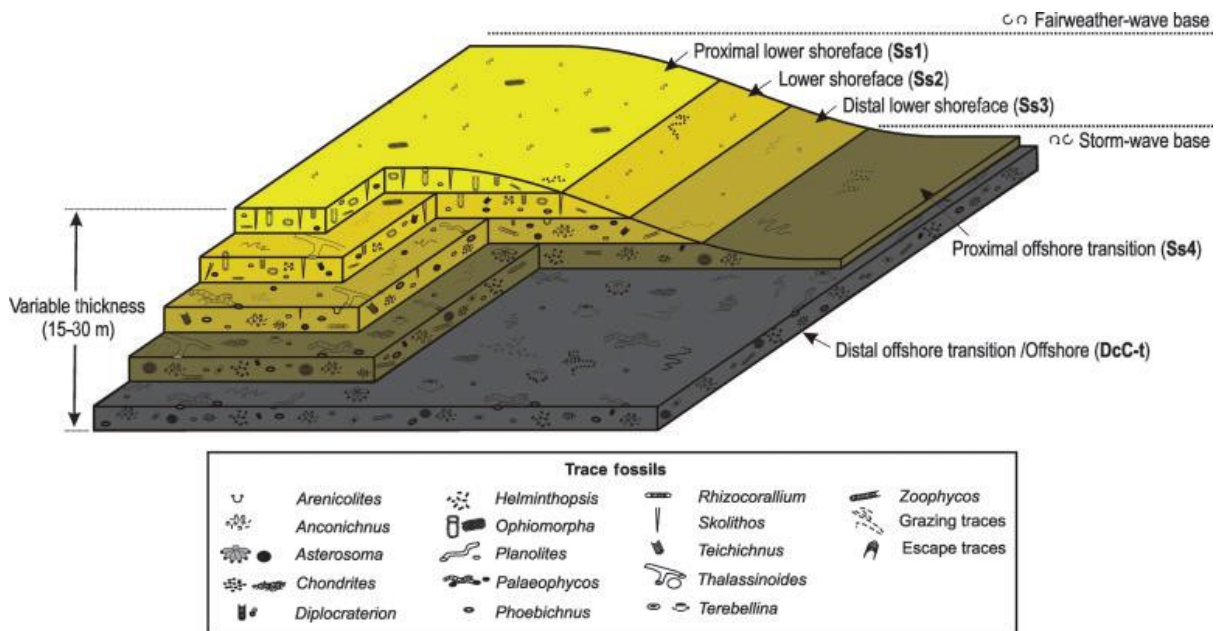 Fairweather-wave base
Proximal lower shoreface (Ss1)
Lower shoreface (Ss2)
Distal lower shoreface (Ss3)
Storm-wave base
Proximal offshore transition (Ss4)
Variable thickness
(15-30 m)
Distal offshore transition /Offshore (DcC-t)
Trace fossils
Arenicolites
Anconichnus
Asterosoma
Chondrites
Diplocraterion
Helminthopsis
Ophiomorpha
Planolites
Palaeophycos
Phoebichnus
Rhizocorallium
Skolithos
Teichichnus
Thalassinoides
Terebellina
Zoophycos
Grazing traces
Escape traces